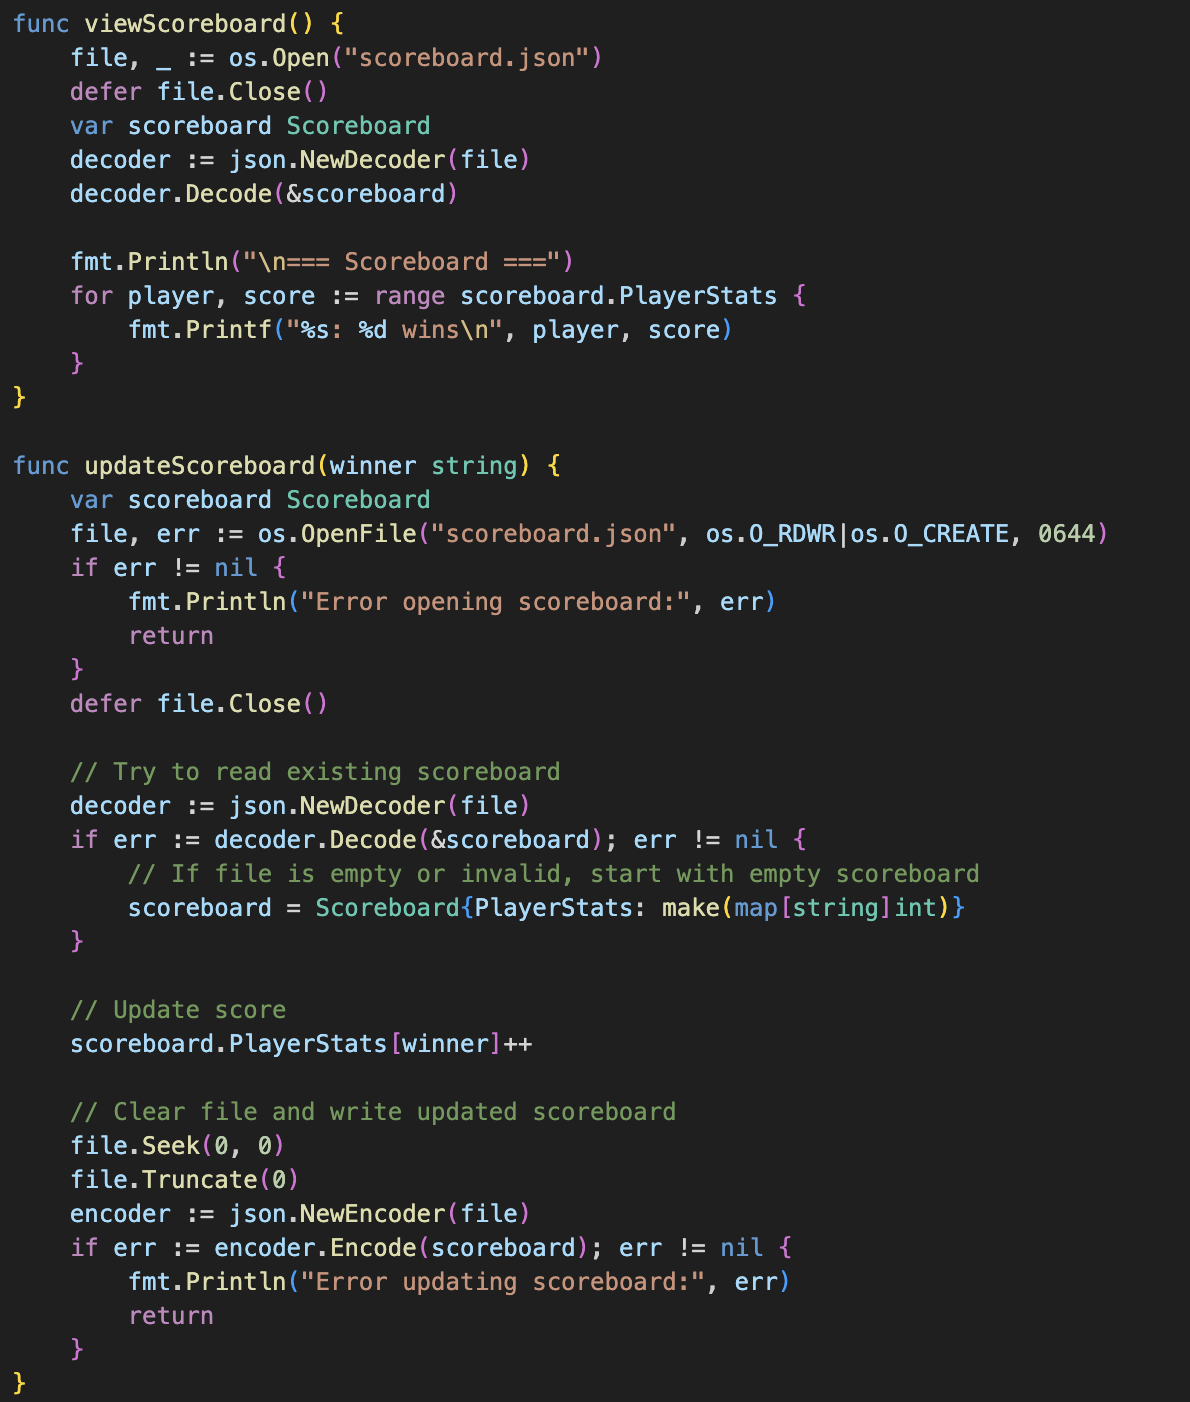 func viewScoreboard() {
    file, _ := os.Open("scoreboard.json")
    defer file.Close()
    var scoreboard Scoreboard
    decoder := json.NewDecoder(file)
    decoder.Decode(&scoreboard)

    fmt.Println("\n=== Scoreboard ===")
    for player, score := range scoreboard.PlayerStats {
        fmt.Printf("%s: %d wins\n", player, score)
    }
}

func updateScoreboard(winner string) {
    var scoreboard Scoreboard
    file, err := os.OpenFile("scoreboard.json", os.O_RDWR|os.O_CREATE, 0644)
    if err != nil {
        fmt.Println("Error opening scoreboard:", err)
        return
    }
    defer file.Close()

    // Try to read existing scoreboard
    decoder := json.NewDecoder(file)
    if err := decoder.Decode(&scoreboard); err != nil {
        // If file is empty or invalid, start with empty scoreboard
        scoreboard = Scoreboard{PlayerStats: make(map[string]int)}
    }

    // Update score
    scoreboard.PlayerStats[winner]++

    // Clear file and write updated scoreboard
    file.Seek(0, 0)
    file.Truncate(0)
    encoder := json.NewEncoder(file)
    if err := encoder.Encode(scoreboard); err != nil {
        fmt.Println("Error updating scoreboard:", err)
        return
    }
}